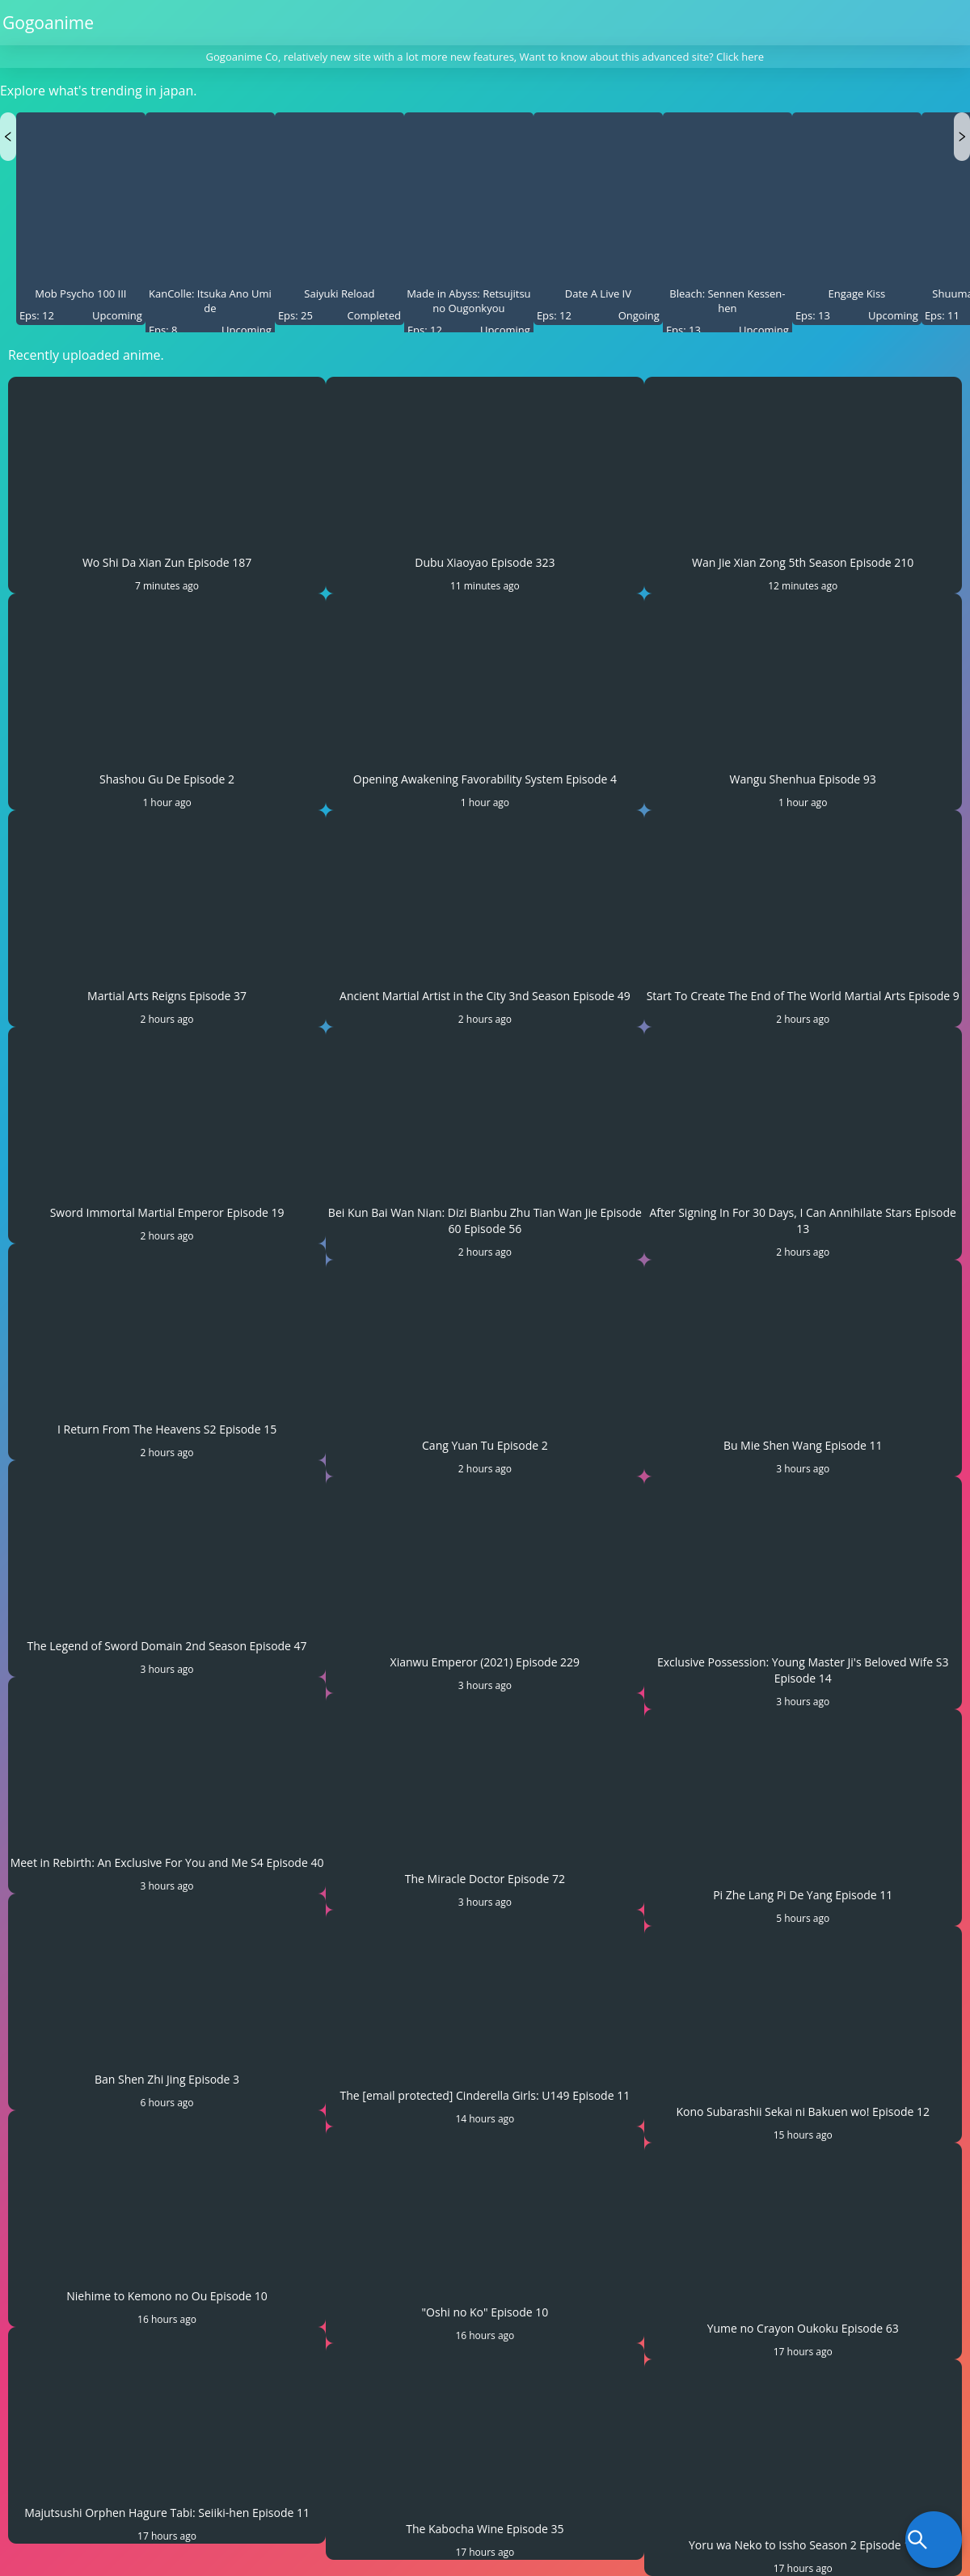 Gogoanime
Gogoanime Co, relatively new site with a lot more new features, Want to know about this advanced site? Click here
Explore what's trending in japan.
Mob Psycho 100 III
Eps: 12 Upcoming
KanColle: Itsuka Ano Umi
de
Eps: 8 Upcoming
Saiyuki Reload
Eps: 25 Completed
Made in Abyss: Retsujitsu
no Ougonkyou
Eps: 12 Upcoming
Date A Live IV
Eps: 12 Ongoing
Bleach: Sennen Kessen-
hen
Eps: 13 Upcoming
Engage Kiss
Eps: 13 Upcoming
Eps: 11
Recently uploaded anime.
Wo Shi Da Xian Zun Episode 187
7 minutes ago
Dubu Xiaoyao Episode 323
11 minutes ago
Wan Jie Xian Zong 5th Season Episode 210
12 minutes ago
Shashou Gu De Episode 2
1 hour ago
Opening Awakening Favorability System Episode 4
1 hour ago
Wangu Shenhua Episode 93
1 hour ago
Martial Arts Reigns Episode 37
2 hours ago
Ancient Martial Artist in the City 3nd Season Episode 49
2 hours ago
Start To Create The End of The World Martial Arts Episode 9
2 hours ago
Sword Immortal Martial Emperor Episode 19
2 hours ago
Bei Kun Bai Wan Nian: Dizi Bianbu Zhu Tian Wan Jie Episode
60 Episode 56
2 hours ago
After Signing In For 30 Days, I Can Annihilate Stars Episode
13
2 hours ago
I Return From The Heavens S2 Episode 15
2 hours ago
Cang Yuan Tu Episode 2
2 hours ago
Bu Mie Shen Wang Episode 11
3 hours ago
The Legend of Sword Domain 2nd Season Episode 47
3 hours ago
Xianwu Emperor (2021) Episode 229
3 hours ago
Exclusive Possession: Young Master Ji's Beloved Wife S3
Episode 14
3 hours ago
Meet in Rebirth: An Exclusive For You and Me S4 Episode 40
3 hours ago
The Miracle Doctor Episode 72
3 hours ago
Pi Zhe Lang Pi De Yang Episode 11
5 hours ago
Ban Shen Zhi Jing Episode 3
6 hours ago
The [email protected] Cinderella Girls: U149 Episode 11
14 hours ago
Kono Subarashii Sekai ni Bakuen wo! Episode 12
15 hours ago
Niehime to Kemono no Ou Episode 10
16 hours ago
"Oshi no Ko" Episode 10
16 hours ago
Yume no Crayon Oukoku Episode 63
17 hours ago
Majutsushi Orphen Hagure Tabi: Seiiki-hen Episode 11
17 hours ago
The Kabocha Wine Episode 35
17 hours ago
Yoru wa Neko to Issho Season 2 Episode
17 hours ago